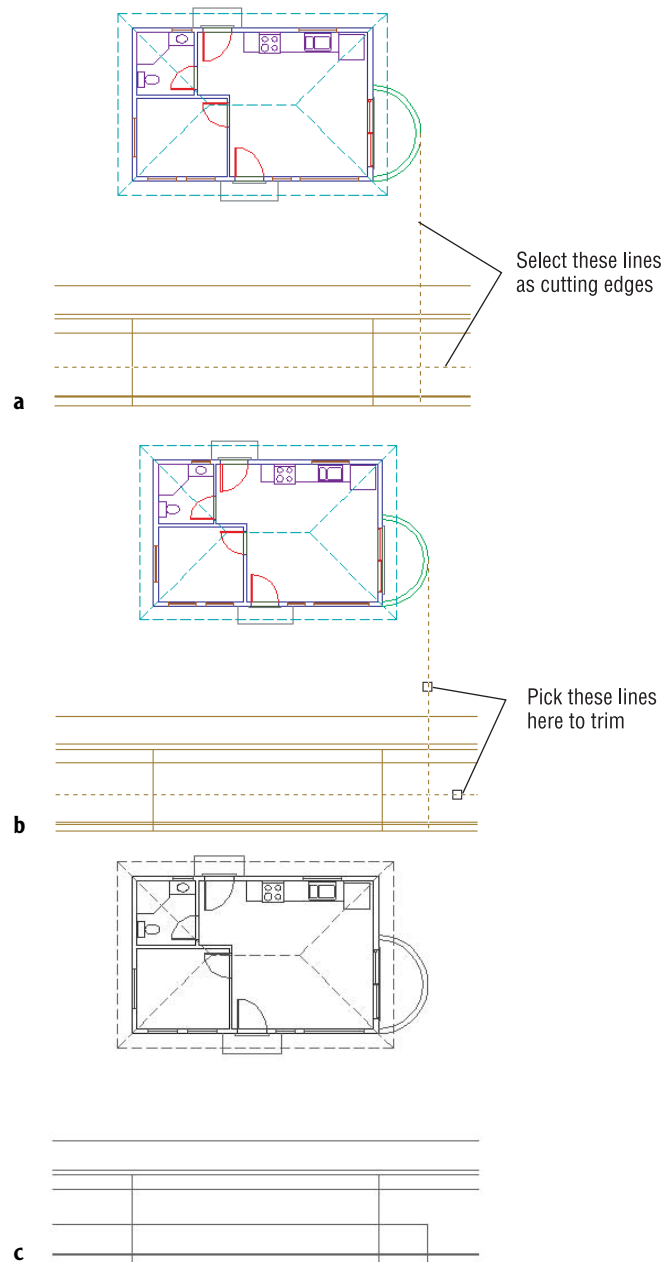 Select these lines
as cutting edges
a
Pick these lines
here to trim
b
c